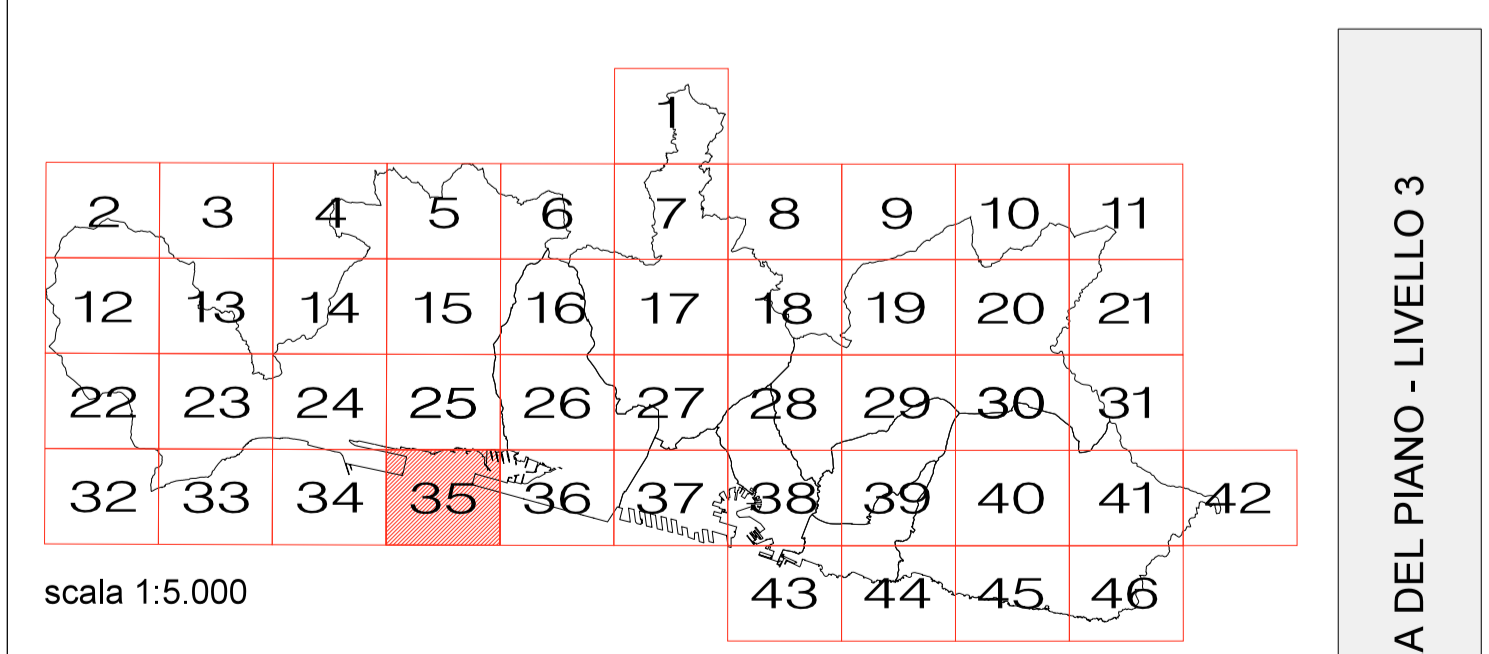 1
2 3 4 5 6 7 8 9 10 11
12 13 14 15 16 17 18 19 20 21
22 23 24 25 26 27 28 29 30 31
32 33 34 35 36 37 38 39 40 41 42
43 44 45 46
scala 1:5.000
A DEL PIANO - LIVELLO 3